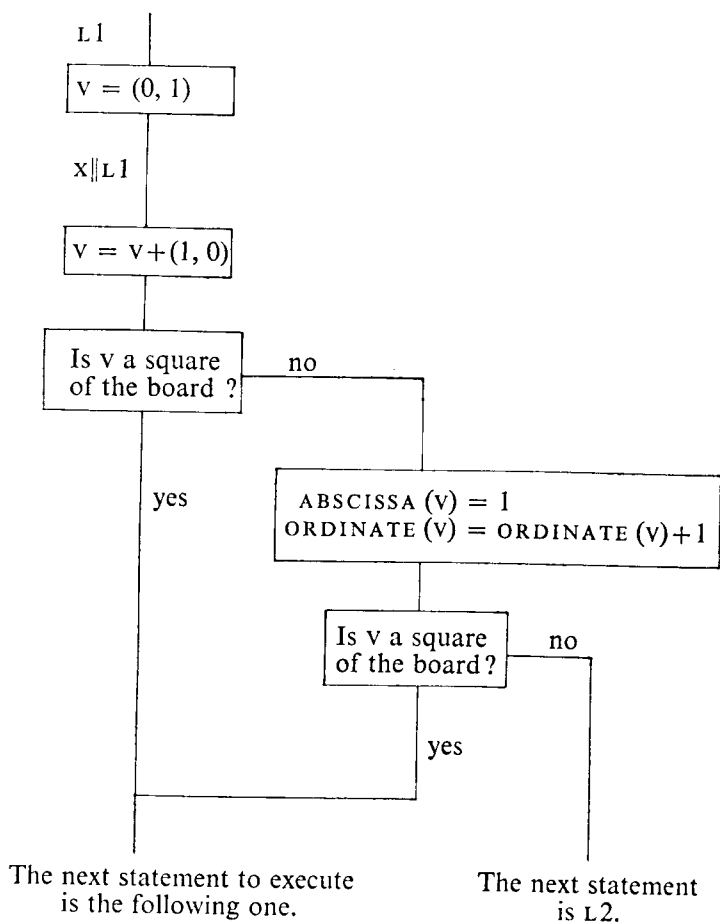 L1
V = (0, 1)
X||L1
V = V+(1, 0)
Is V a square
of the board ?
no
yes
ABSCISSA (V) = 1
ORDINATE (V) = ORDINATE (V)+1
Is V a square
of the board?
no
yes
The next statement to execute
is the following one.
The next statement
is L2.